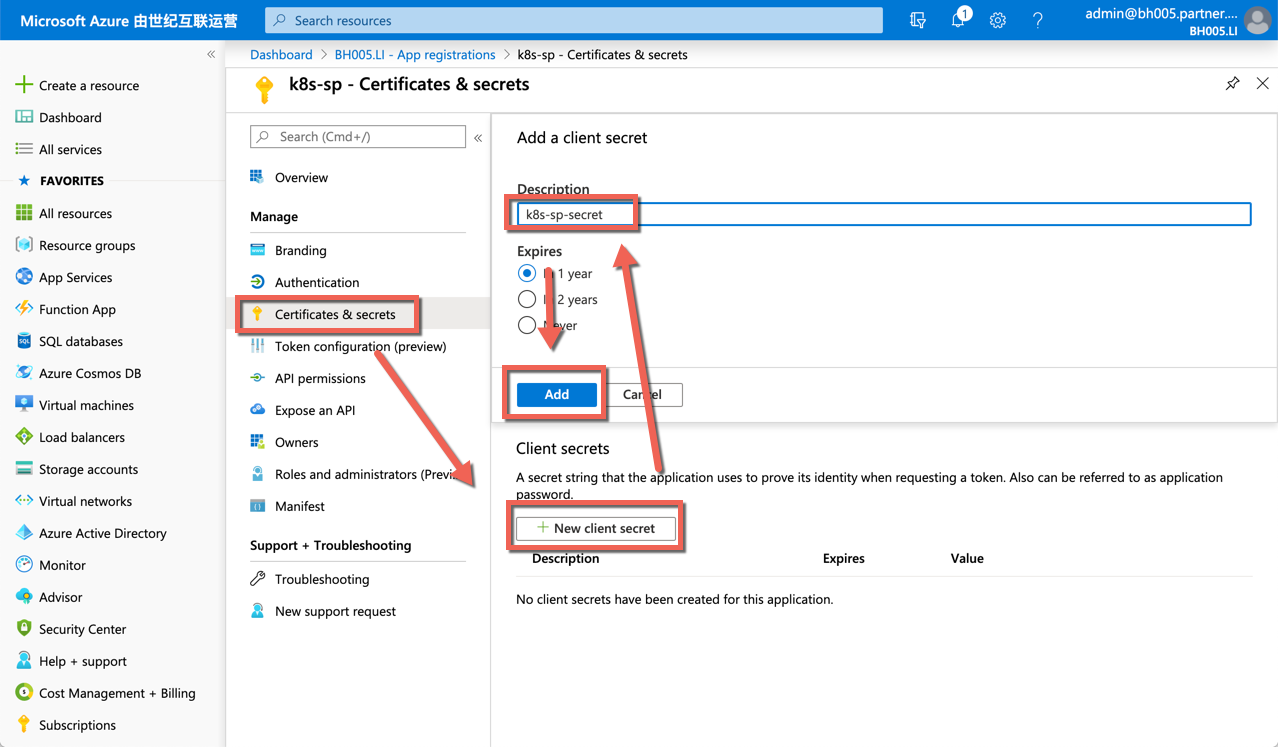 Microsoft Azure 由世纪互联运营
Search resources
1
admin@bh005.partner....
BH005.LI
Dashboard > BH005.LI - App registrations > k8s-sp - Certificates & secrets
k8s-sp - Certificates & secrets
Create a resource
Dashboard
All services
FAVORITES
All resources
Resource groups
App Services
Function App
SQL databases
Azure Cosmos DB
Virtual machines
Load balancers
Storage accounts
Virtual networks
Azure Active Directory
Monitor
Advisor
Security Center
Help + support
Cost Management + Billing
Subscriptions
Search (Cmd+/)
Overview
Manage
Branding
Authentication
Certificates & secrets
Token configuration (preview)
API permissions
Expose an API
Owners
Roles and administrators (Previ...
Manifest
Support + Troubleshooting
Troubleshooting
New support request
Add a client secret
Description
k8s-sp-secret
Expires
In 1 year
In 2 years
Never
Add
Cancel
Client secrets
A secret string that the application uses to prove its identity when requesting a token. Also can be referred to as application
password.
New client secret
Description Expires Value
No client secrets have been created for this application.